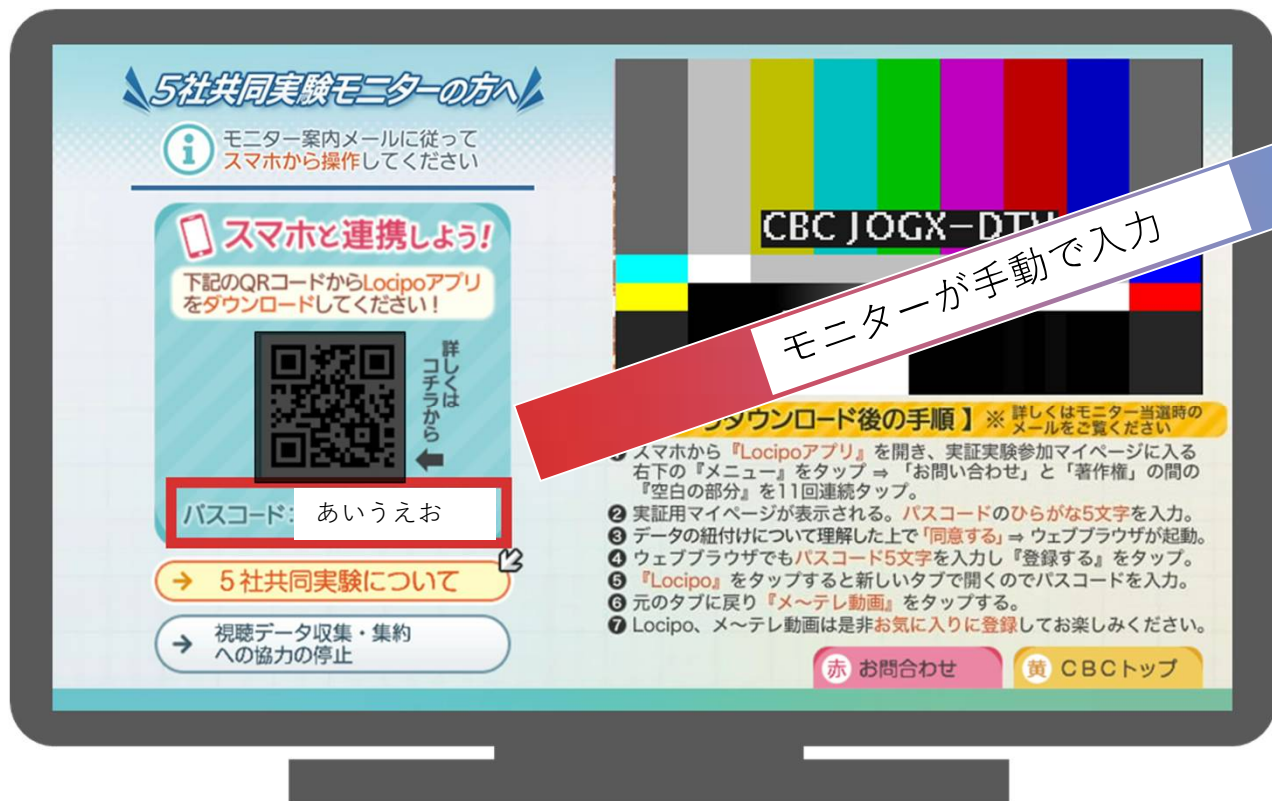 5社共同実験モニターの方へ
モニター案内メールに従って
スマホから操作してください
スマホと連携しよう!
下記のQRコードからLocipoアプリ
をダウンロードしてください!
詳しくは
コチラから
パスコード:
あいうえお
→ 5社共同実験について
→ 視聴データ収集・集約
への協力の停止
CBC JOGX-DTV
モニターが手動で入力
ダウンロード後の手順 】※ 詳しくはモニター当選時の
メールをご覧ください
スマホから『Locipoアプリ』を開き、実証実験参加マイページに入る
右下の『メニュー』をタップ ⇒ 「お問い合わせ」と「著作権」の間の
『空白の部分』を11回連続タップ。
❷ 実証用マイページが表示される。パスコードのひらがな5文字を入力。
❸ データの紐付けについて理解した上で「同意する」⇒ ウェブブラウザが起動。
❹ ウェブブラウザでもパスコード5文字を入力し『登録する』をタップ。
❺ 『Locipo』をタップすると新しいタブで開くのでパスコードを入力。
❻ 元のタブに戻り『メ〜テレ動画』をタップする。
❼ Locipo、メ〜テレ動画は是非お気に入りに登録してお楽しみください。
赤 お問合わせ
黄 CBCトップ